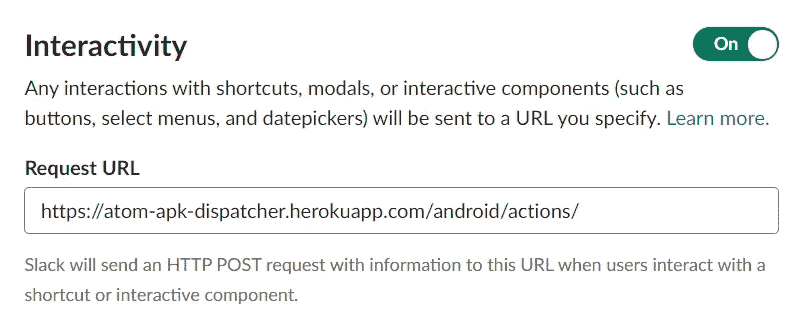 Interactivity
On
Any interactions with shortcuts, modals, or interactive components (such as
buttons, select menus, and datepickers) will be sent to a URL you specify. Learn more.
Request URL
https://atom-apk-dispatcher.herokuapp.com/android/actions/
Slack will send an HTTP POST request with information to this URL when users interact with a
shortcut or interactive component.